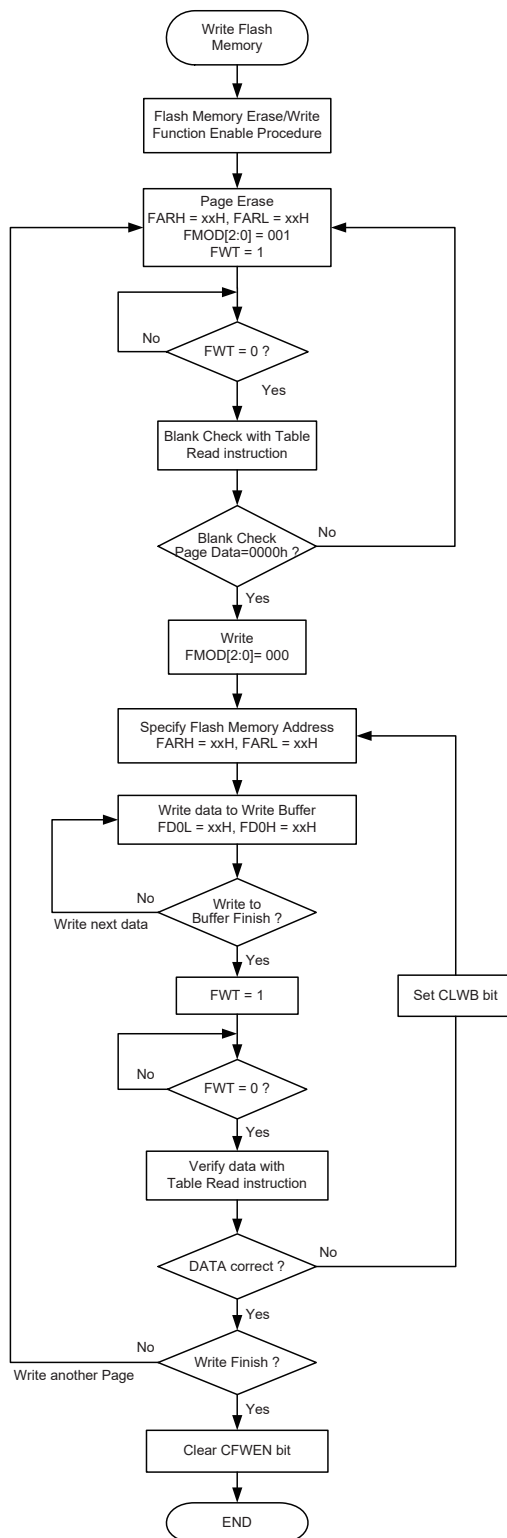 Write Flash
Memory
Flash Memory Erase/Write
Function Enable Procedure
Page Erase
FARH = xxH, FARL = xxH
FMOD[2:0] = 001
FWT = 1
No
FWT = 0 ?
Yes
Blank Check with Table
Read instruction
No
Blank Check
Page Data=0000h ?
Yes
Write
FMOD[2:0]= 000
Specify Flash Memory Address
FARH = xxH, FARL = xxH
Write data to Write Buffer
FD0L = xxH, FD0H = xxH
No
Write to
Buffer Finish ?
Write next data
Yes
FWT = 1
Set CLWB bit
No
FWT = 0 ?
Yes
Verify data with
Table Read instruction
No
DATA correct ?
Yes
No
Write Finish ?
Write another Page
Yes
Clear CFWEN bit
END